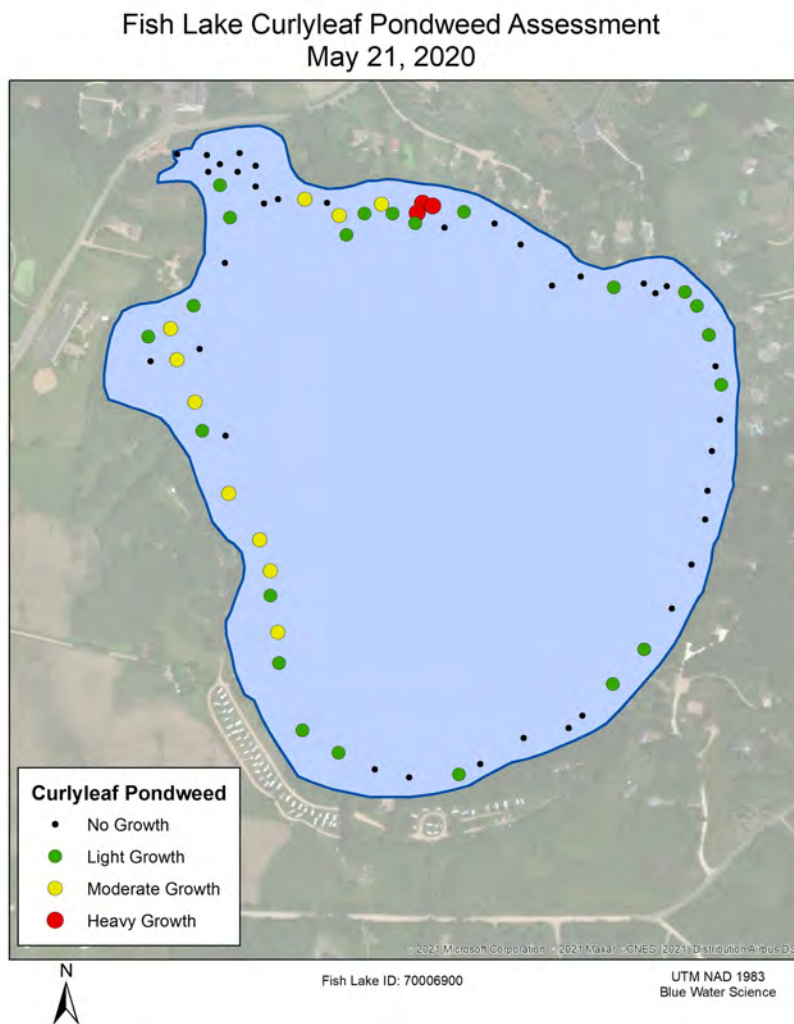 Fish Lake Curlyleaf Pondweed Assessment
May 21, 2020
Curlyleaf Pondweed
No Growth
Light Growth
Moderate Growth
Heavy Growth
© 2021 Microsoft Corporation © 2021 Maxar ©CNES (2021) Distribution Airbus DS
N
Fish Lake ID: 70006900
UTM NAD 1983
Blue Water Science